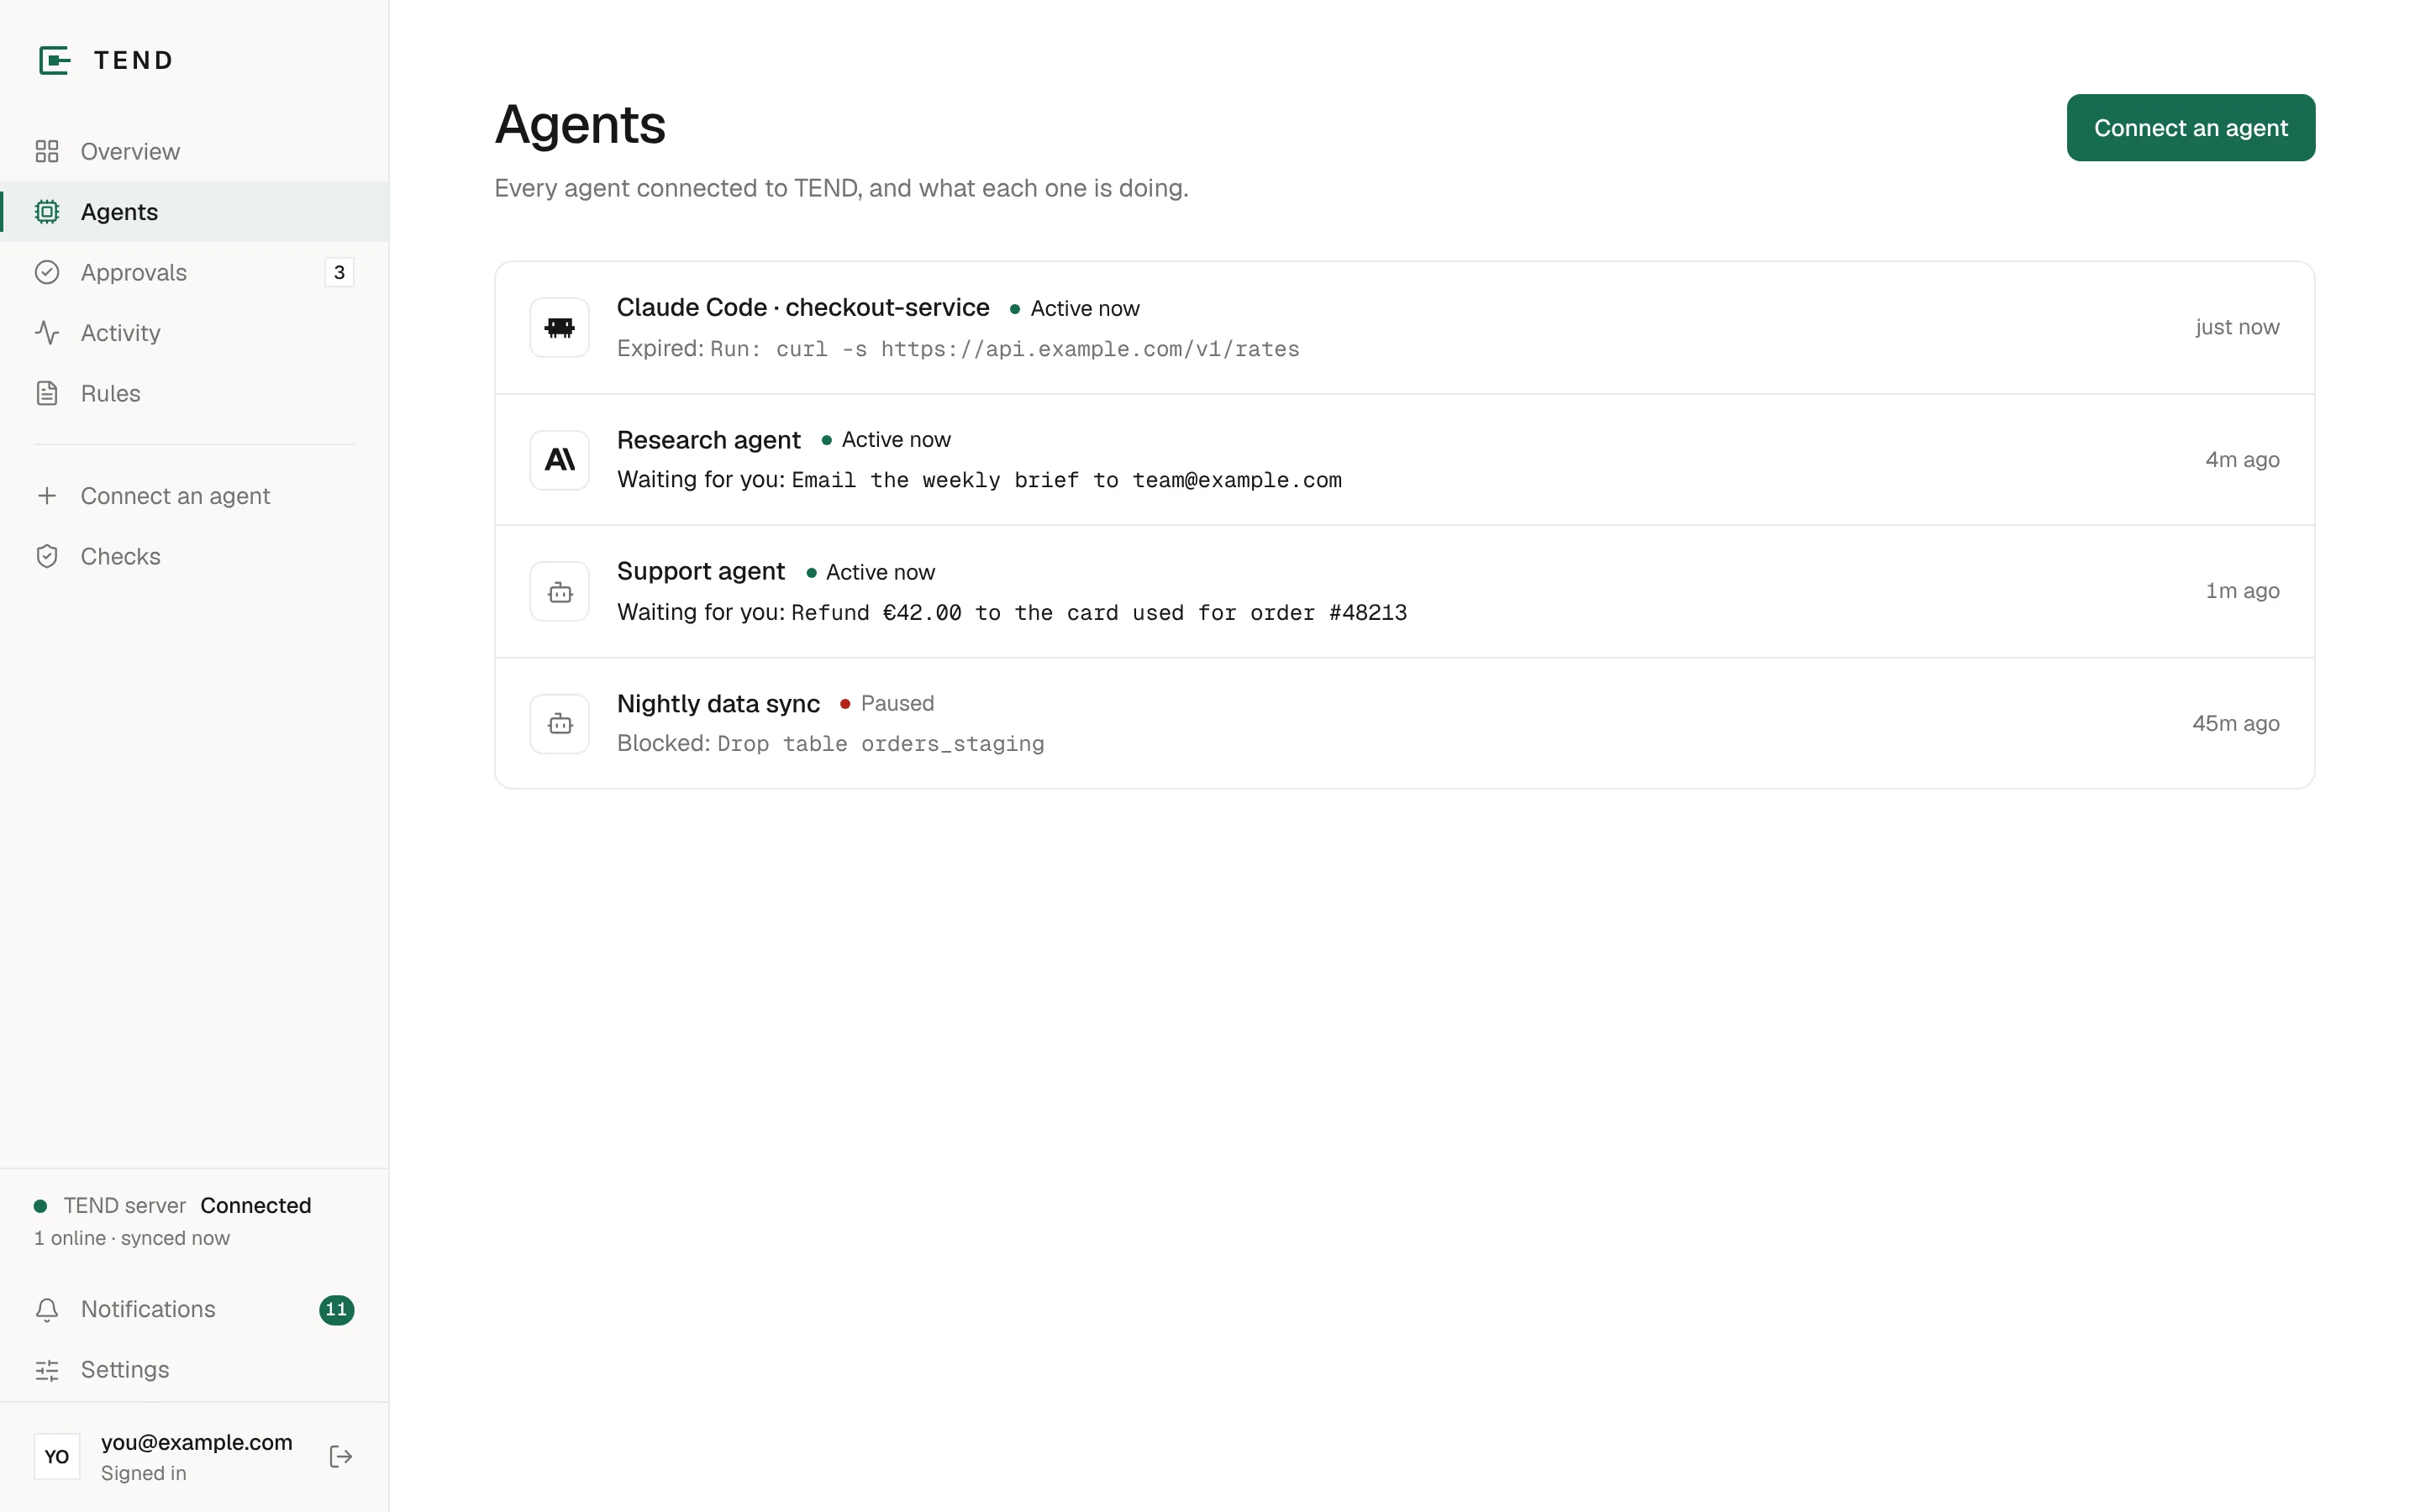 TEND
Overview
Agents
Approvals 3
Activity
Rules
Connect an agent
Checks
TEND server Connected
1 online · synced now
Notifications 11
Settings
YO
you@example.com
Signed in
Agents
Connect an agent
Every agent connected to TEND, and what each one is doing.
Claude Code · checkout-service Active now
Expired: Run: curl -s https://api.example.com/v1/rates
just now
Research agent Active now
Waiting for you: Email the weekly brief to team@example.com
4m ago
Support agent Active now
Waiting for you: Refund €42.00 to the card used for order #48213
1m ago
Nightly data sync Paused
Blocked: Drop table orders_staging
45m ago